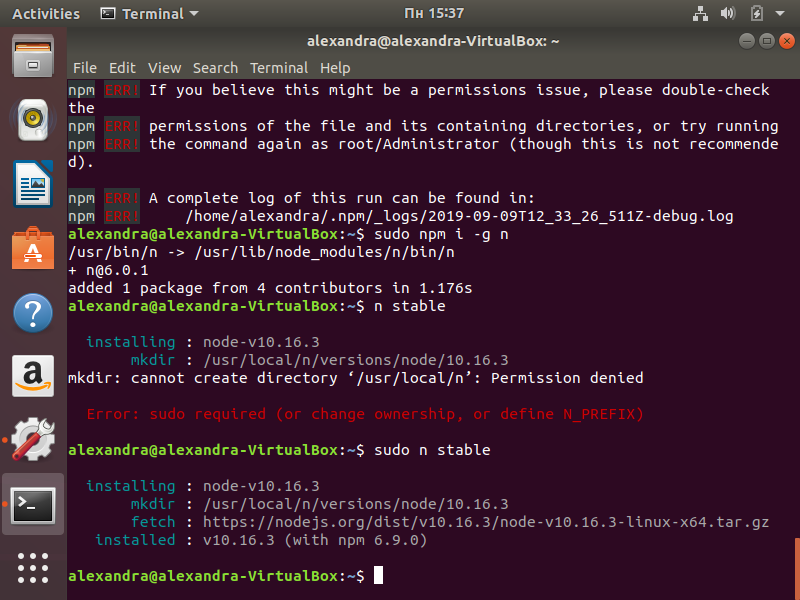 Activities Terminal Пн 15:37
alexandra@alexandra-VirtualBox: ~
File Edit View Search Terminal Help
npm ERR! If you believe this might be a permissions issue, please double-check
the
npm ERR! permissions of the file and its containing directories, or try running
npm ERR! the command again as root/Administrator (though this is not recommende
d).
npm ERR! A complete log of this run can be found in:
npm ERR!     /home/alexandra/.npm/_logs/2019-09-09T12_33_26_511Z-debug.log
alexandra@alexandra-VirtualBox:~$ sudo npm i -g n
/usr/bin/n -> /usr/lib/node_modules/n/bin/n
+ n@6.0.1
added 1 package from 4 contributors in 1.176s
alexandra@alexandra-VirtualBox:~$ n stable
  installing : node-v10.16.3
       mkdir : /usr/local/n/versions/node/10.16.3
mkdir: cannot create directory ‘/usr/local/n’: Permission denied
  Error: sudo required (or change ownership, or define N_PREFIX)
alexandra@alexandra-VirtualBox:~$ sudo n stable
  installing : node-v10.16.3
       mkdir : /usr/local/n/versions/node/10.16.3
       fetch : https://nodejs.org/dist/v10.16.3/node-v10.16.3-linux-x64.tar.gz
   installed : v10.16.3 (with npm 6.9.0)
alexandra@alexandra-VirtualBox:~$